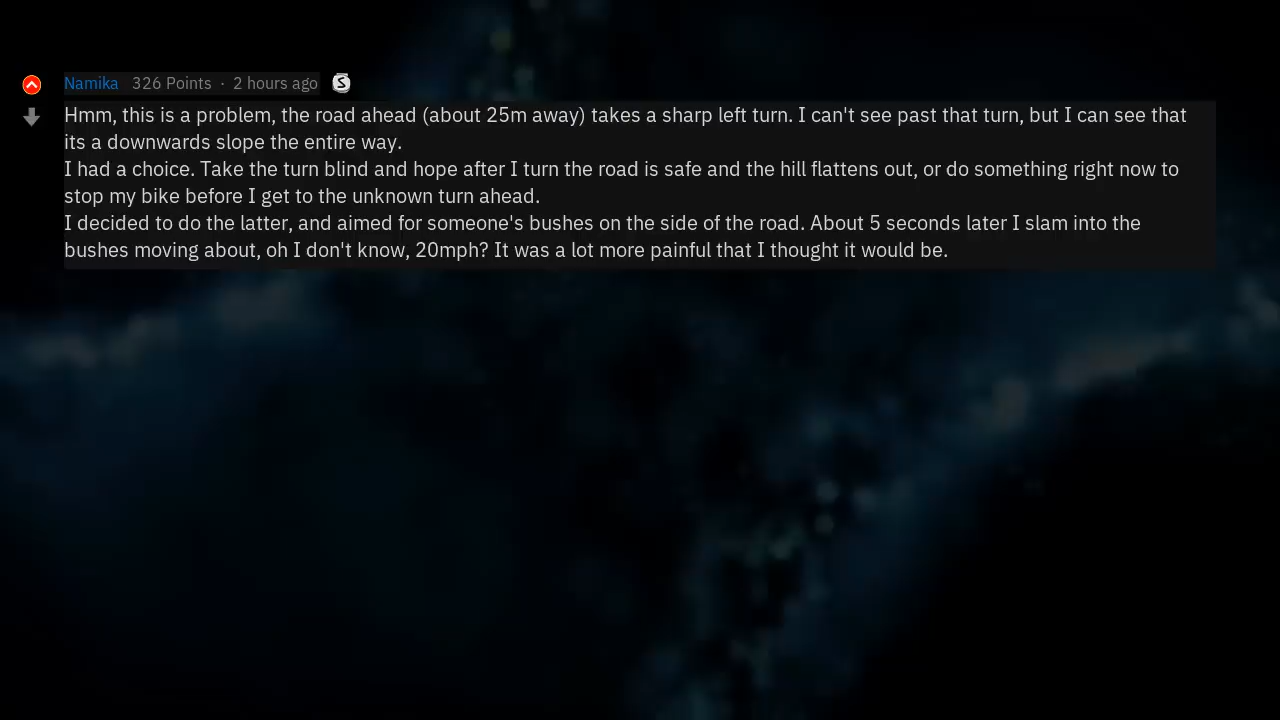 Namika 326 Points · 2 hours ago S
Hmm, this is a problem, the road ahead (about 25m away) takes a sharp left turn. I can't see past that turn, but I can see that
its a downwards slope the entire way.
I had a choice. Take the turn blind and hope after I turn the road is safe and the hill flattens out, or do something right now to
stop my bike before I get to the unknown turn ahead.
I decided to do the latter, and aimed for someone's bushes on the side of the road. About 5 seconds later I slam into the
bushes moving about, oh I don't know, 20mph? It was a lot more painful that I thought it would be.